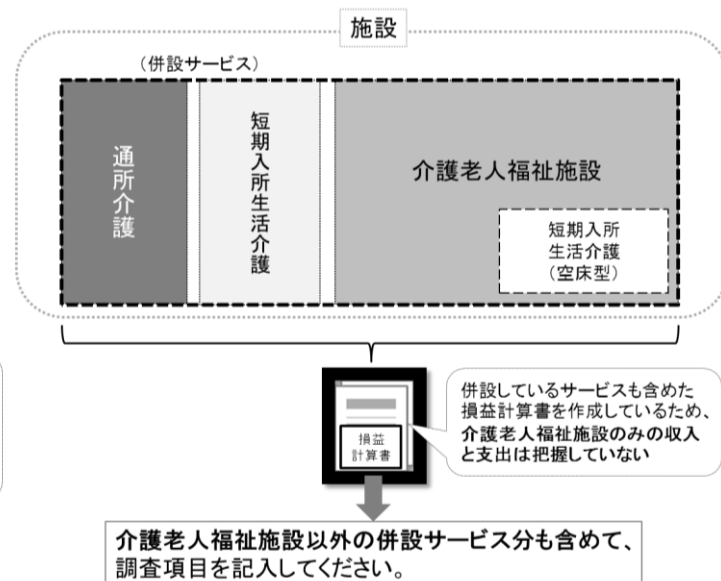 施設
（併設サービス）
通所介護
短期入所生活介護
介護老人福祉施設
短期入所
生活介護
（空床型）
損益
計算書
併設しているサービスも含めた
損益計算書を作成しているため、
介護老人福祉施設のみの収入
と支出は把握していない
介護老人福祉施設以外の併設サービス分も含めて、
調査項目を記入してください。